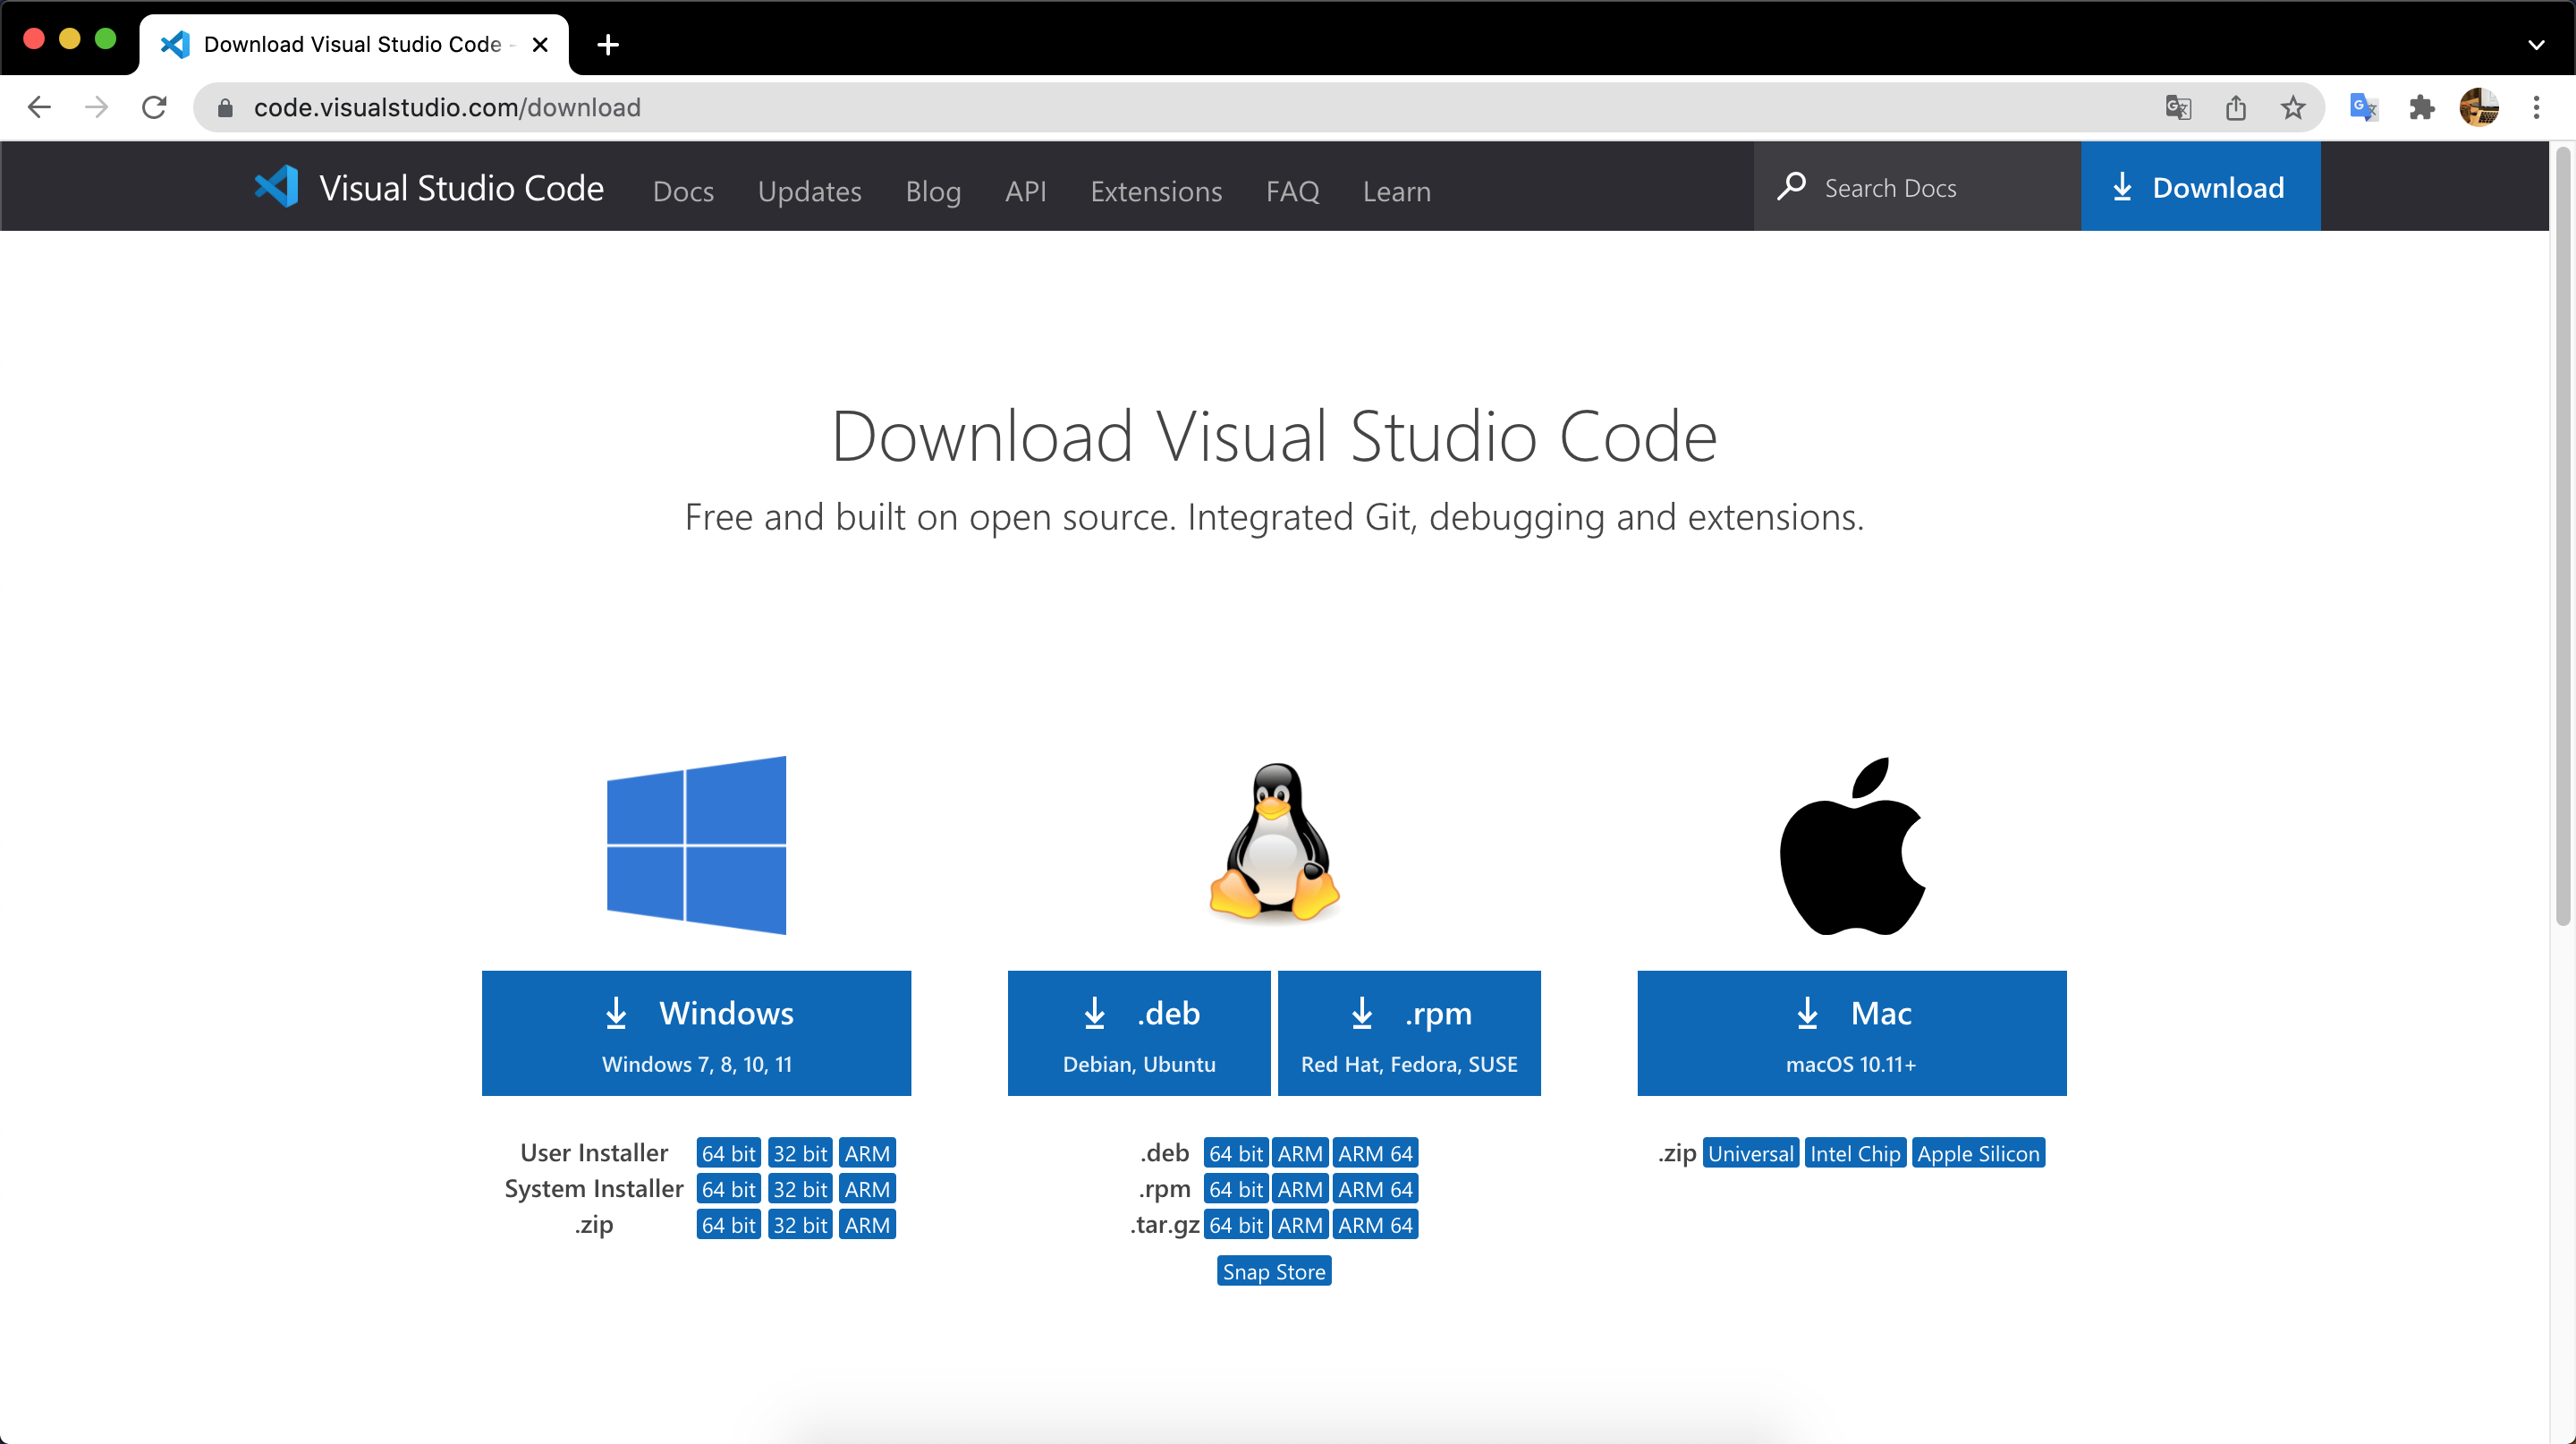 Download Visual Studio Code -
code.visualstudio.com/download
Visual Studio Code Docs Updates Blog API Extensions FAQ Learn Search Docs Download
Download Visual Studio Code
Free and built on open source. Integrated Git, debugging and extensions.
Windows
Windows 7, 8, 10, 11
User Installer 64 bit 32 bit ARM
System Installer 64 bit 32 bit ARM
.zip 64 bit 32 bit ARM
.deb
Debian, Ubuntu
.rpm
Red Hat, Fedora, SUSE
.deb 64 bit ARM ARM 64
.rpm 64 bit ARM ARM 64
.tar.gz 64 bit ARM ARM 64
Snap Store
Mac
macOS 10.11+
.zip Universal Intel Chip Apple Silicon